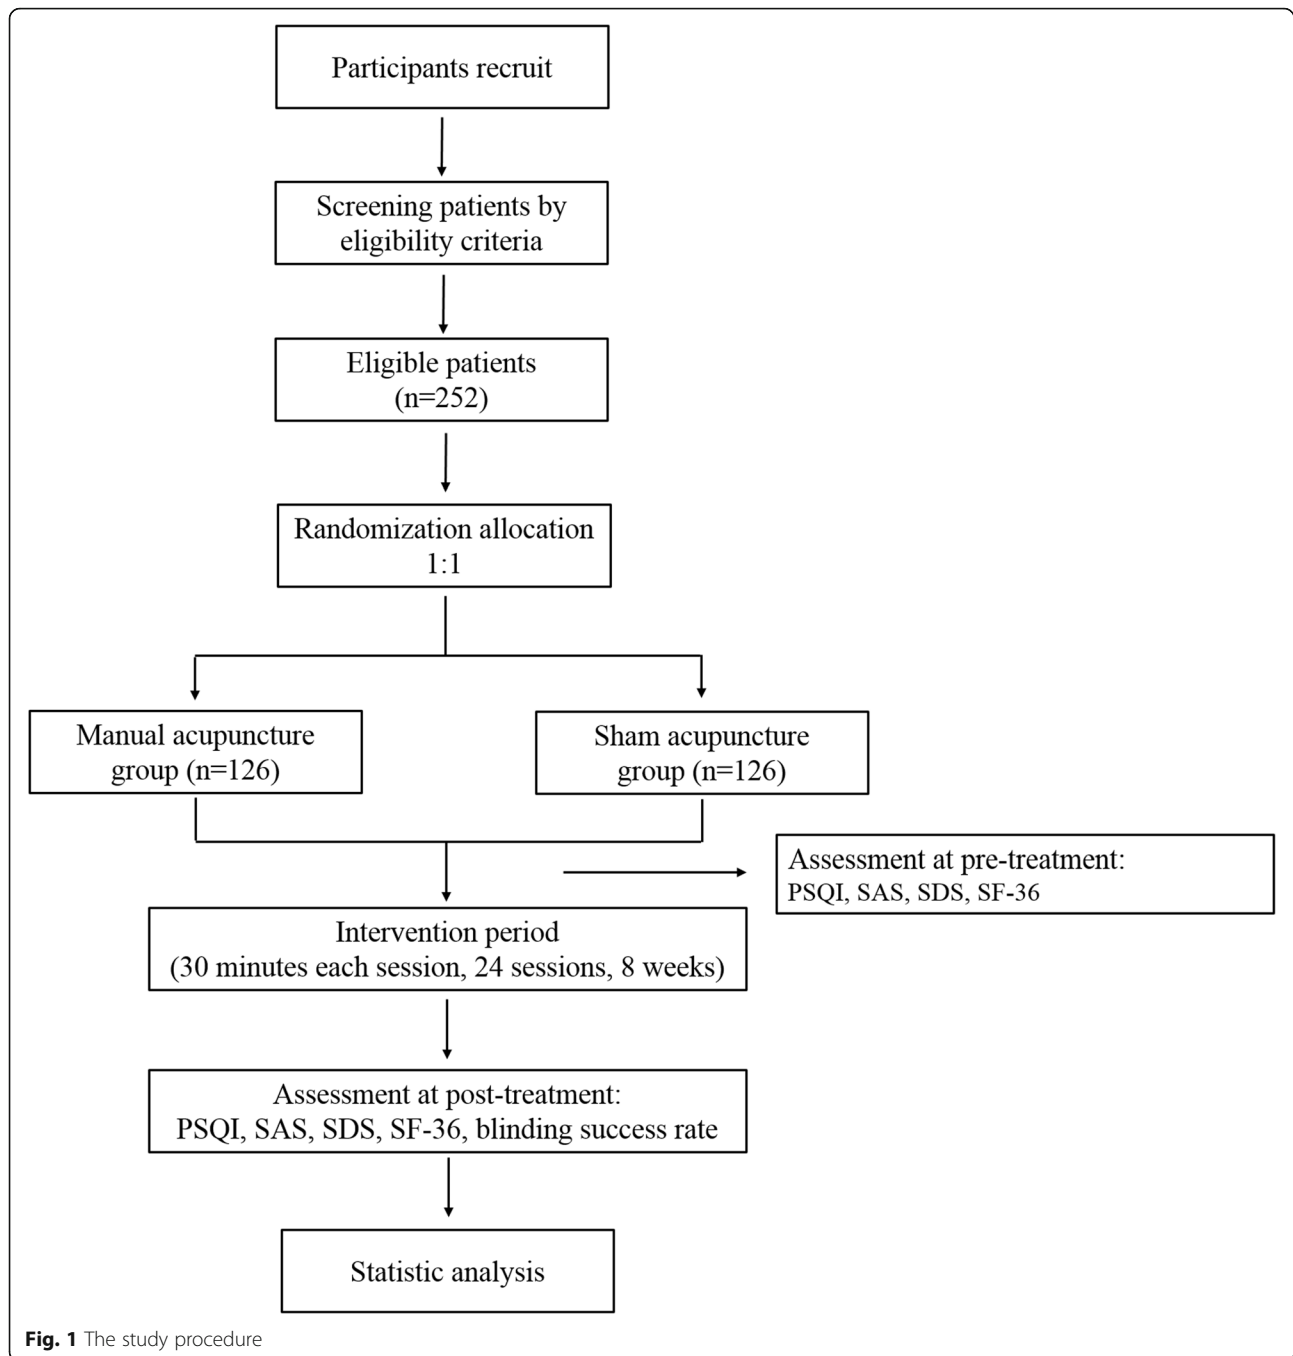 Participants recruit
Screening patients by
eligibility criteria
Eligible patients
(n=252)
Randomization allocation
1:1
Manual acupuncture
group (n=126)
Sham acupuncture
group (n=126)
Assessment at pre-treatment:
PSQI, SAS, SDS, SF-36
Intervention period
(30 minutes each session, 24 sessions, 8 weeks)
Assessment at post-treatment:
PSQI, SAS, SDS, SF-36, blinding success rate
Statistic analysis
Fig. 1 The study procedure